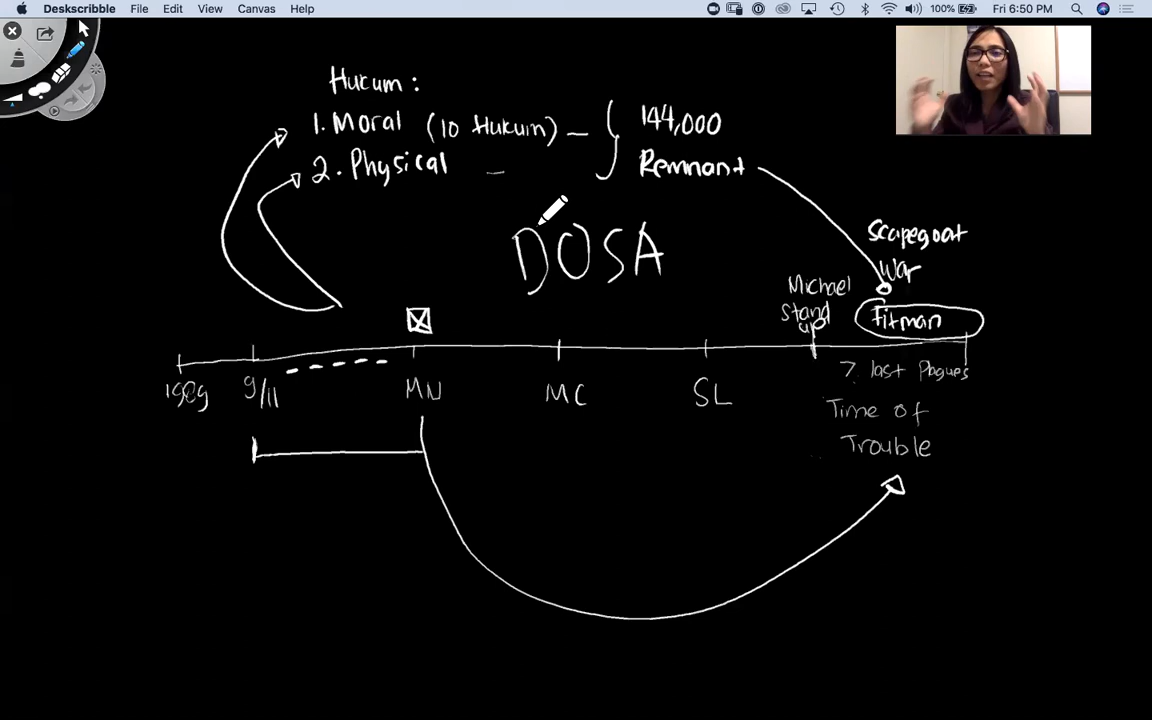 Deskscribble File Edit View Canvas Help 100% Fri 6:50 PM
Hukum :
1. Moral (10 Hukum) — 144,000
2. Physical — Remnant
DOSA
Scapegoat
War
Michael
Stand
up
Fitman
1989 9/11 MN MC SL
7 last Plagues
Time of
Trouble